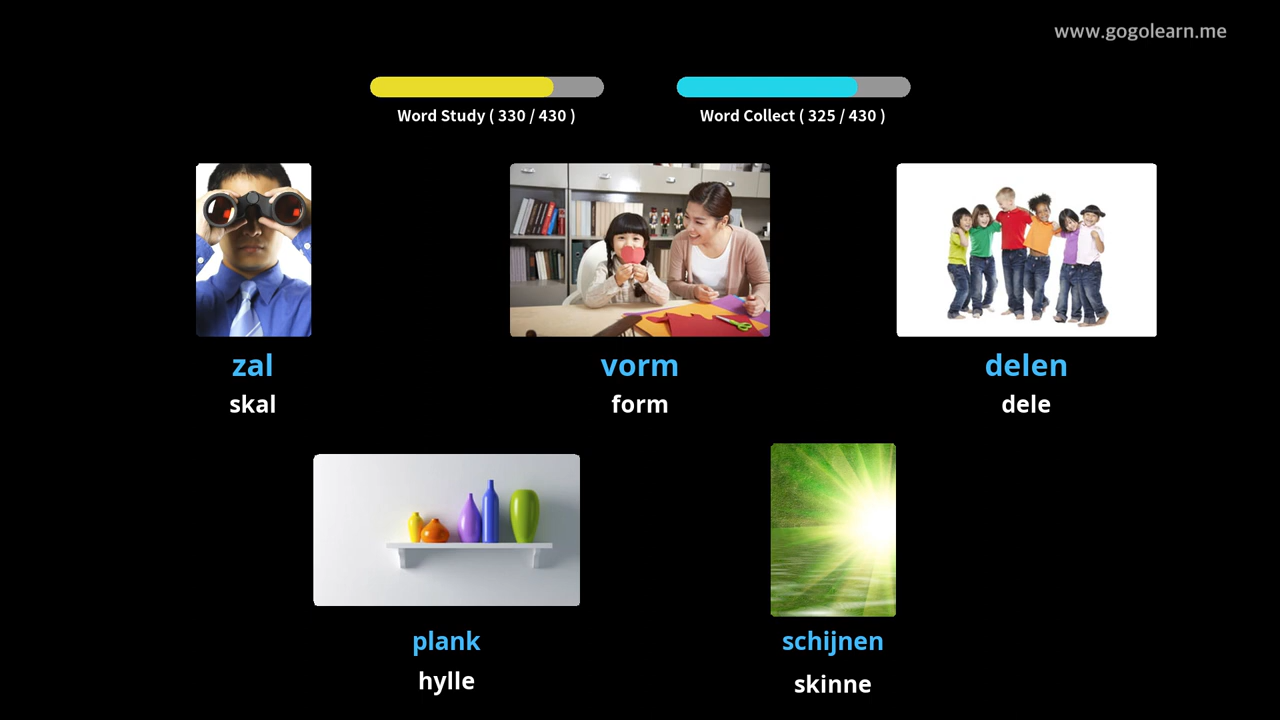 www.gogolearn.me
Word Study ( 330 / 430 )
Word Collect ( 325 / 430 )
zal
skal
vorm
form
delen
dele
plank
hylle
schijnen
skinne